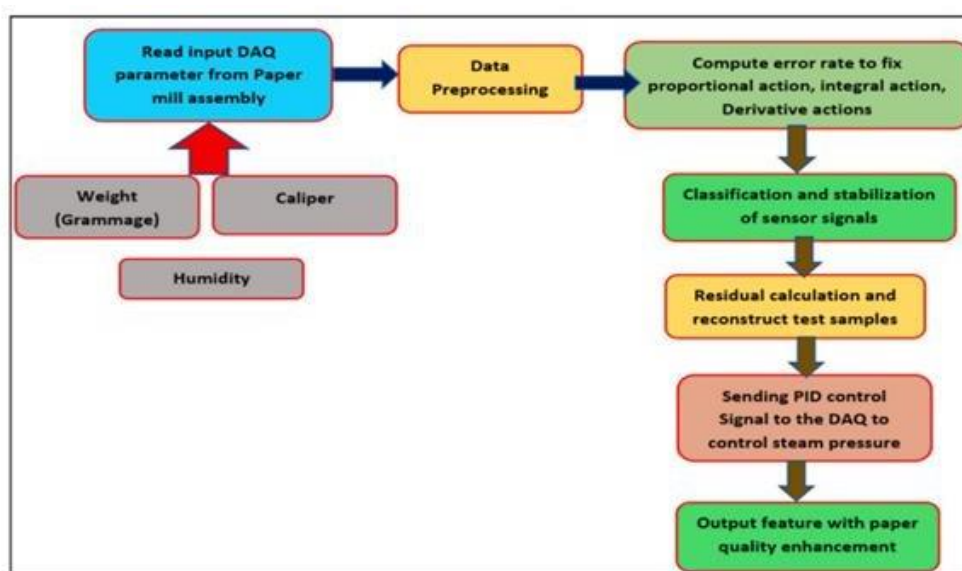 Read input DAQ
parameter from Paper
mill assembly
Data
Preprocessing
Compute error rate to fix
proportional action, integral action,
Derivative actions
Weight
(Grammage)
Caliper
Humidity
Classification and stabilization
of sensor signals
Residual calculation and
reconstruct test samples
Sending PID control
Signal to the DAQ to
control steam pressure
Output feature with paper
quality enhancement